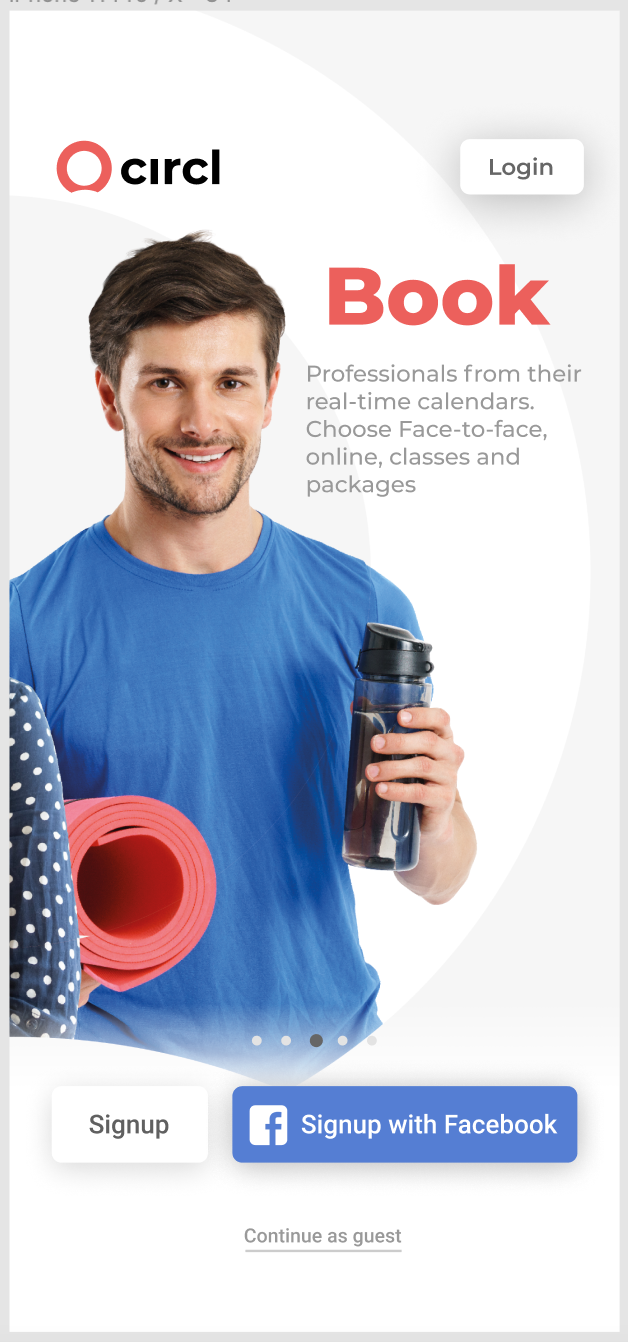 cırcl
Login
Book
Professionals from their
real-time calendars.
Choose Face-to-face,
online, classes and
packages
Signup
Signup with Facebook
Continue as guest